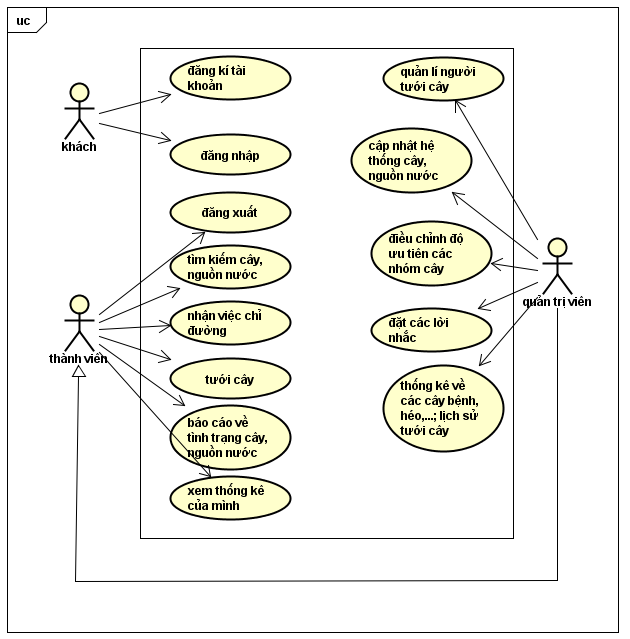 uc
đăng kí tài
khoản
khách
đăng nhập
đăng xuất
tìm kiếm cây,
nguồn nước
nhận việc chỉ
đường
thành viên
tưới cây
báo cáo về
tình trạng cây,
nguồn nước
xem thống kê
của mình
quản lí người
tưới cây
cập nhật hệ
thống cây,
nguồn nước
điều chỉnh độ
ưu tiên các
nhóm cây
quản trị viên
đặt các lời
nhắc
thống kê về
các cây bệnh,
héo,...; lịch sử
tưới cây